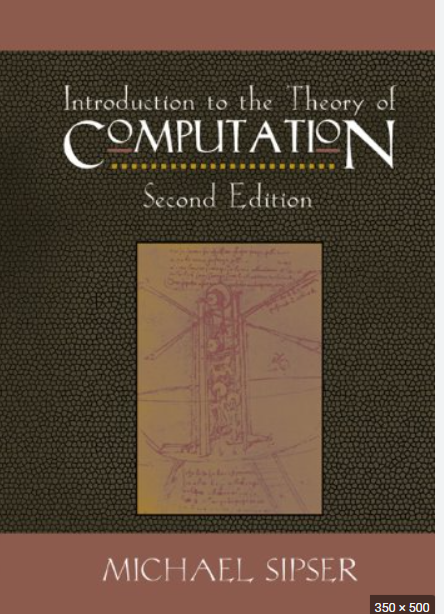 Introduction to the Theory of
COMPUTATION
Second Edition
MICHAEL SIPSER
350 × 500